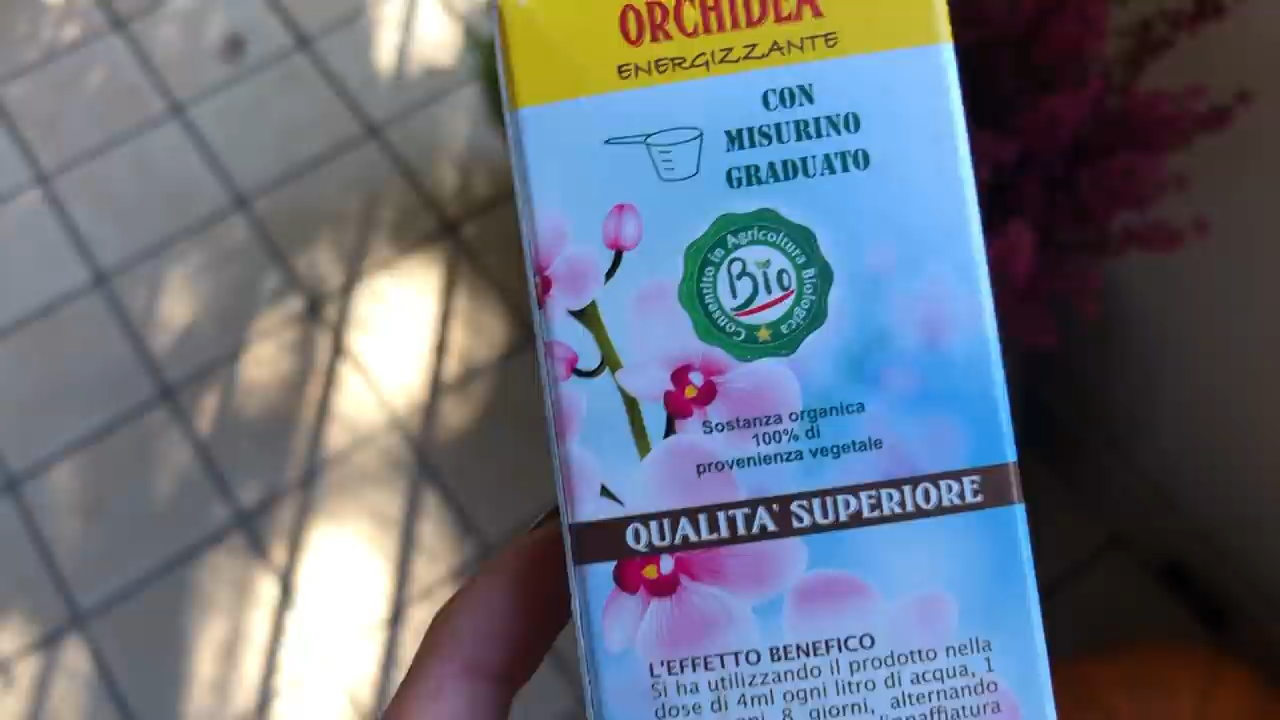 ORCHIDEA
ENERGIZZANTE
CON
MISURINO
GRADUATO
Consentito in Agricoltura Biologica
Bio
Sostanza organica
100% di
provenienza vegetale
QUALITA' SUPERIORE
L'EFFETTO BENEFICO
Si ha utilizzando il prodotto nella
dose di 4ml ogni litro di acqua, 1
8 giorni, alternando